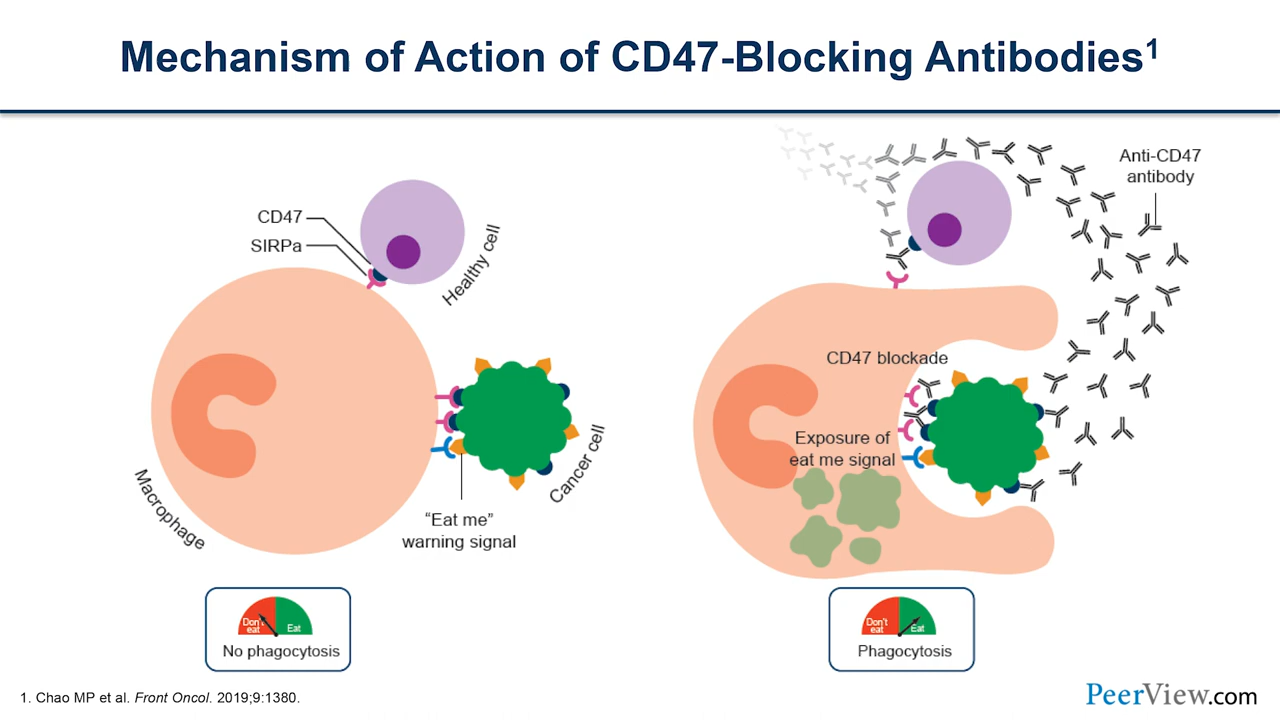 Mechanism of Action of CD47-Blocking Antibodies1
CD47
SIRPa
Healthy cell
Macrophage
Cancer cell
“Eat me”
warning signal
Don't
eat
Eat
No phagocytosis
Anti-CD47
antibody
CD47 blockade
Exposure of
eat me signal
Don't
eat
Eat
Phagocytosis
1. Chao MP et al. Front Oncol. 2019;9:1380.
PeerView.com